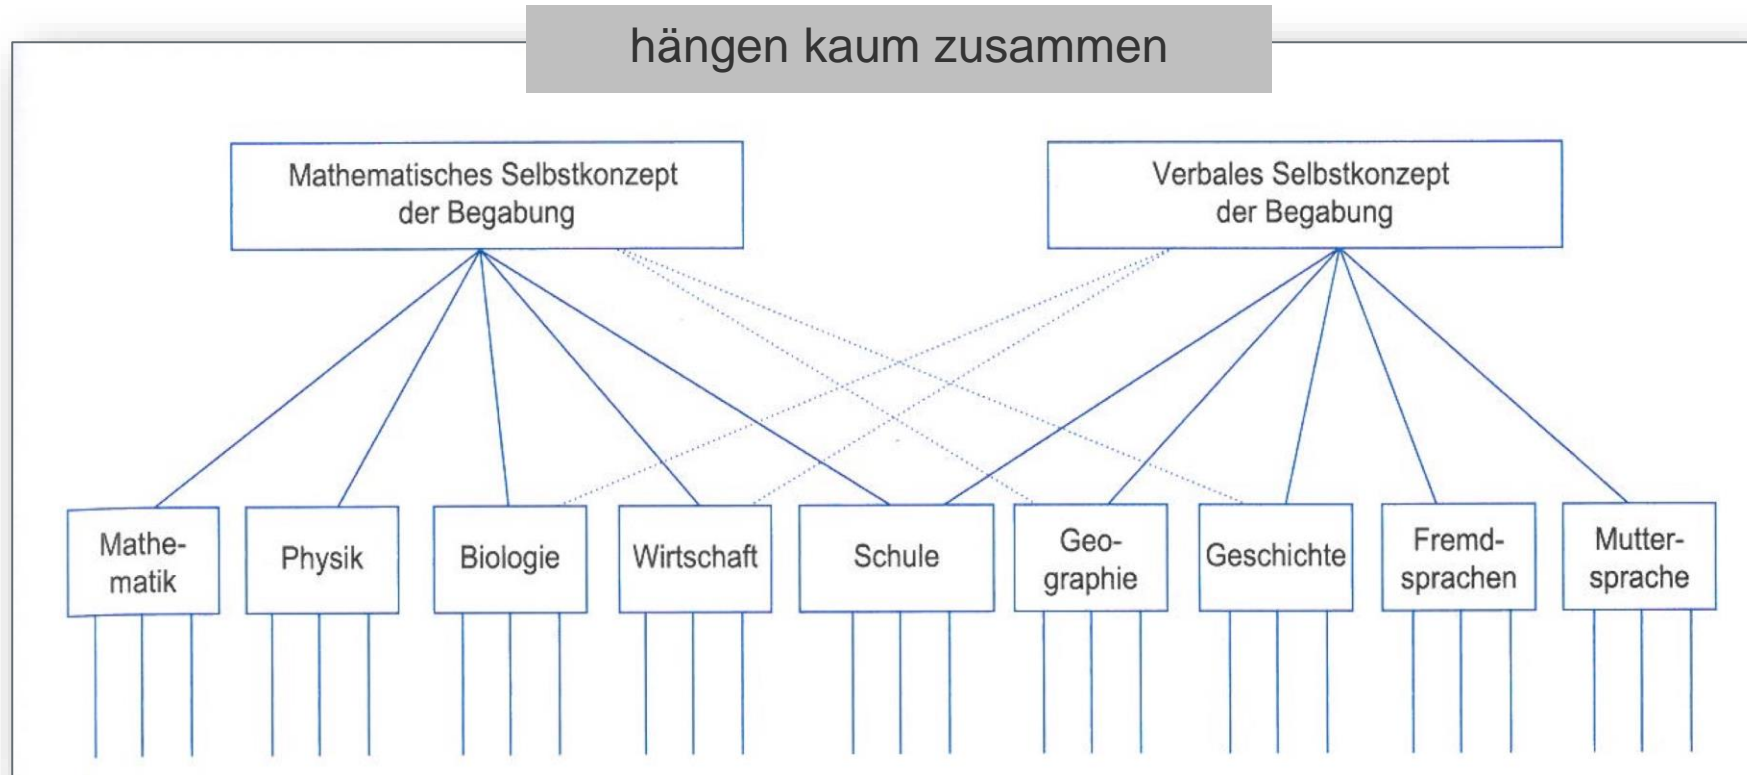 hängen kaum zusammen
Mathematisches Selbstkonzept
der Begabung
Verbales Selbstkonzept
der Begabung
Mathe-
matik
Physik
Biologie
Wirtschaft
Schule
Geo-
graphie
Geschichte
Fremd-
sprachen
Mutter-
sprache